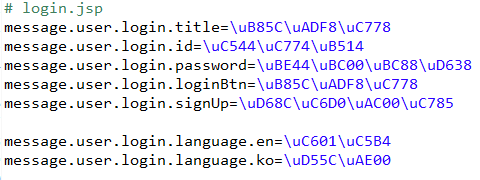 # login.jsp
message.user.login.title=\uB85C\uADF8\uC778
message.user.login.id=\uC544\uC774\uB514
message.user.login.password=\uBE44\uBC00\uBC88\uD638
message.user.login.loginBtn=\uB85C\uADF8\uC778
message.user.login.signUp=\uD68C\uC6D0\uAC00\uC785
message.user.login.language.en=\uC601\uC5B4
message.user.login.language.ko=\uD55C\uAE00